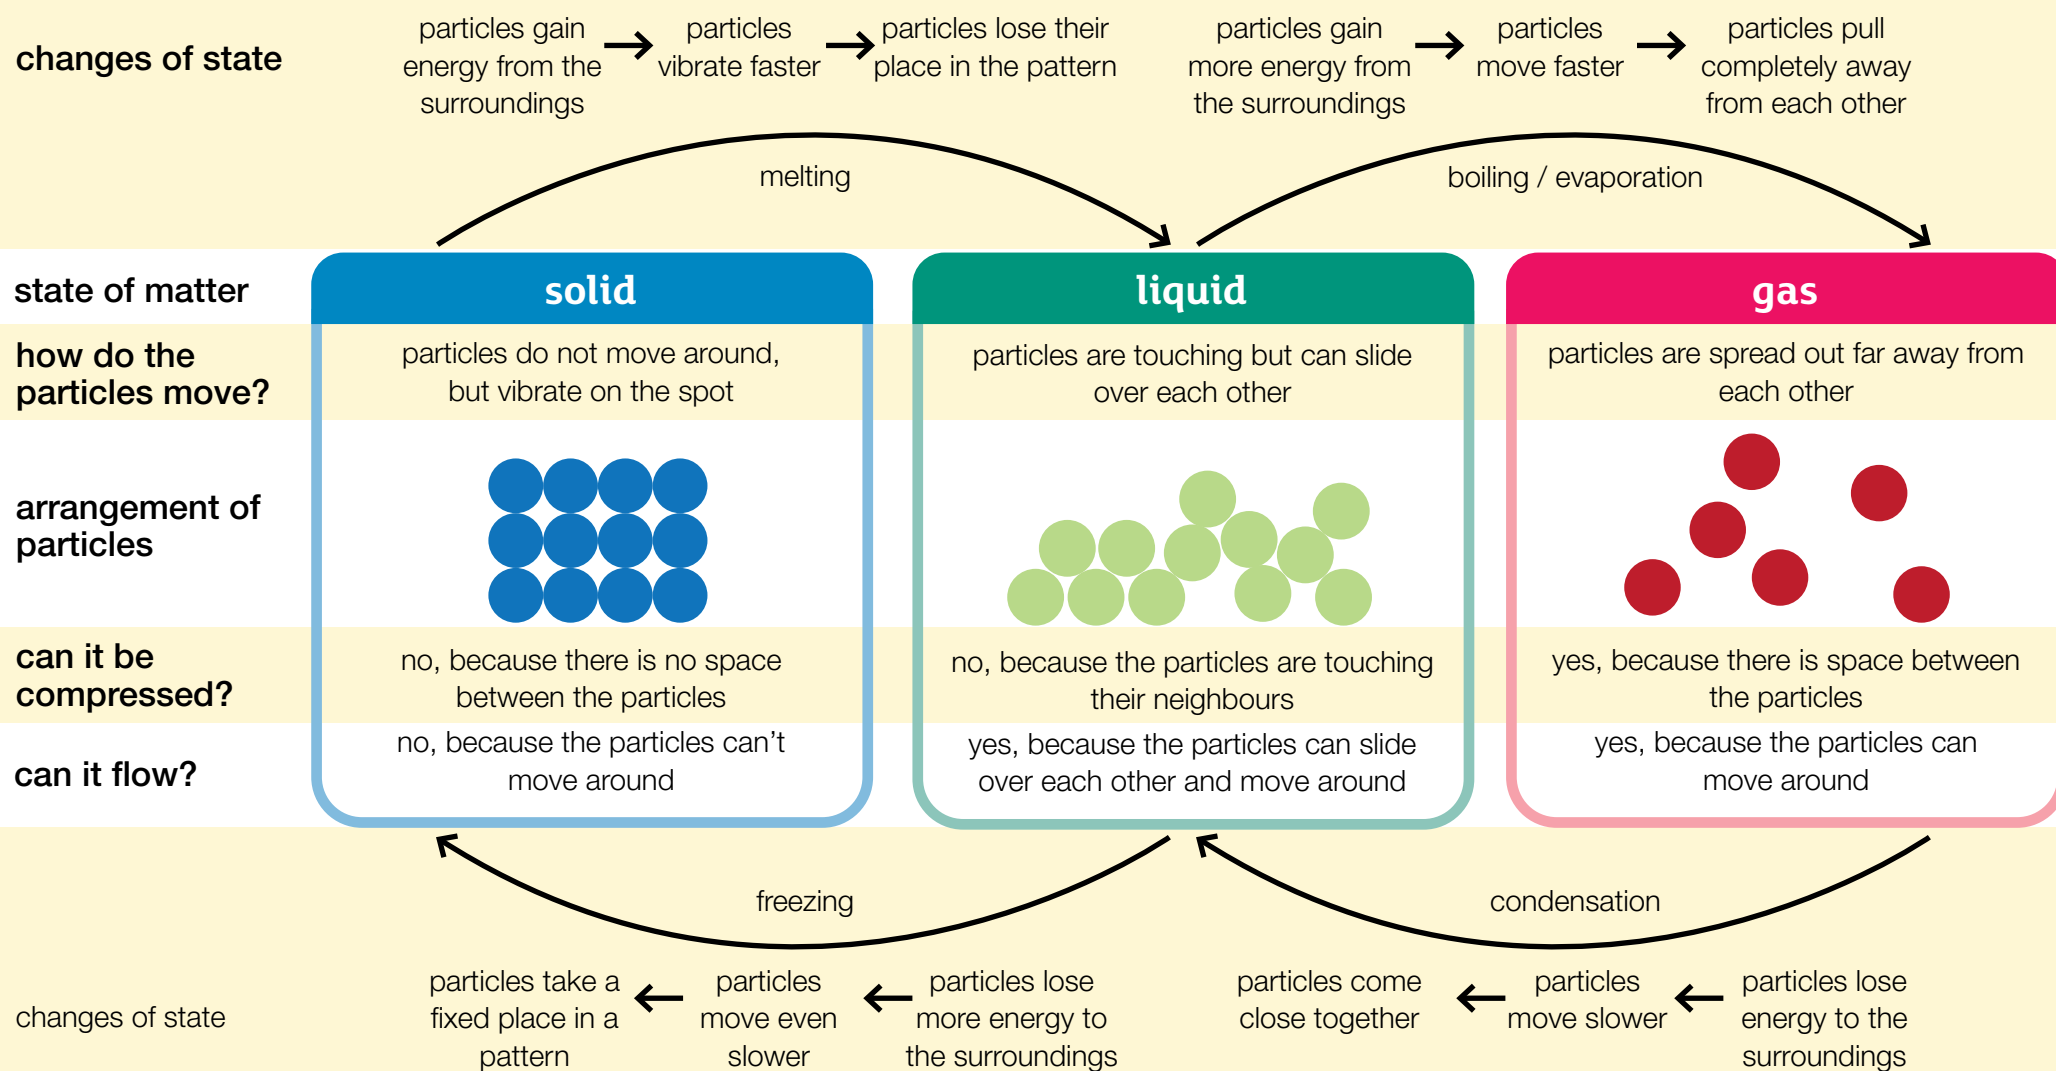 changes of state
particles gain
energy from the
surroundings
particles
vibrate faster
particles lose their
place in the pattern
particles gain
more energy from
the surroundings
particles
move faster
particles pull
completely away
from each other
melting
boiling / evaporation
state of matter
solid
liquid
gas
how do the
particles move?
particles do not move around,
but vibrate on the spot
particles are touching but can slide
over each other
particles are spread out far away from
each other
arrangement of
particles
can it be
compressed?
no, because there is no space
between the particles
no, because the particles are touching
their neighbours
yes, because there is space between
the particles
can it flow?
no, because the particles can’t
move around
yes, because the particles can slide
over each other and move around
yes, because the particles can
move around
freezing
condensation
changes of state
particles take a
fixed place in a
pattern
particles
move even
slower
particles lose
more energy to
the surroundings
particles come
close together
particles
move slower
particles lose
energy to the
surroundings